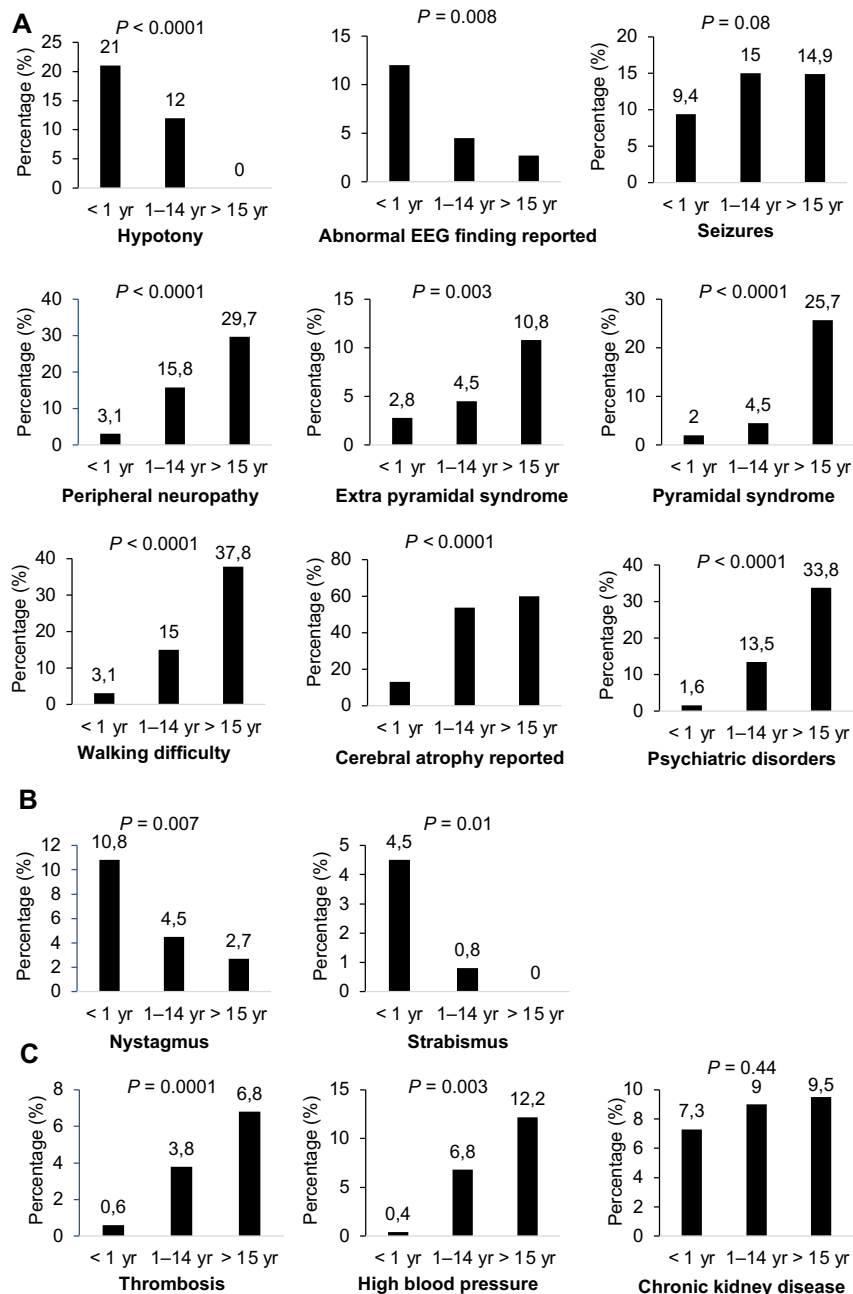 A
P < 0.0001
Percentage (%)
25
20
15
10
5
0
21
12
0
< 1 yr 1–14 yr > 15 yr
Hypotony
P = 0.008
Percentage (%)
15
10
5
0
< 1 yr 1–14 yr > 15 yr
Abnormal EEG finding reported
P = 0.08
Percentage (%)
20
15
10
5
0
9,4
15
14,9
< 1 yr 1–14 yr > 15 yr
Seizures
P < 0.0001
Percentage (%)
40
30
20
10
0
3,1
15,8
29,7
< 1 yr 1–14 yr > 15 yr
Peripheral neuropathy
P = 0.003
Percentage (%)
15
10
5
0
2,8
4,5
10,8
< 1 yr 1–14 yr > 15 yr
Extra pyramidal syndrome
P < 0.0001
Percentage (%)
30
20
10
0
2
4,5
25,7
< 1 yr 1–14 yr > 15 yr
Pyramidal syndrome
P < 0.0001
Percentage (%)
40
30
20
10
0
3,1
15
37,8
< 1 yr 1–14 yr > 15 yr
Walking difficulty
P < 0.0001
Percentage (%)
80
60
40
20
0
< 1 yr 1–14 yr > 15 yr
Cerebral atrophy reported
P < 0.0001
Percentage (%)
40
30
20
10
0
1,6
13,5
33,8
< 1 yr 1–14 yr > 15 yr
Psychiatric disorders
B
P = 0.007
Percentage (%)
12
10
8
6
4
2
0
10,8
4,5
2,7
< 1 yr 1–14 yr > 15 yr
Nystagmus
P = 0.01
Percentage (%)
5
4
3
2
1
0
4,5
0,8
0
< 1 yr 1–14 yr > 15 yr
Strabismus
C
P = 0.0001
Percentage (%)
8
6
4
2
0
0,6
3,8
6,8
< 1 yr 1–14 yr > 15 yr
Thrombosis
P = 0.003
Percentage (%)
15
10
5
0
0,4
6,8
12,2
< 1 yr 1–14 yr > 15 yr
High blood pressure
P = 0.44
Percentage (%)
10
8
6
4
2
0
7,3
9
9,5
< 1 yr 1–14 yr > 15 yr
Chronic kidney disease